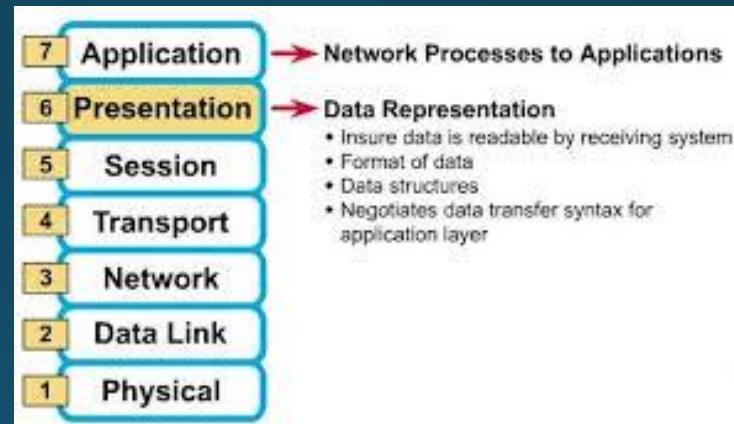 7 Application → Network Processes to Applications
6 Presentation → Data Representation
• Insure data is readable by receiving system
• Format of data
• Data structures
• Negotiates data transfer syntax for
application layer
5 Session
4 Transport
3 Network
2 Data Link
1 Physical